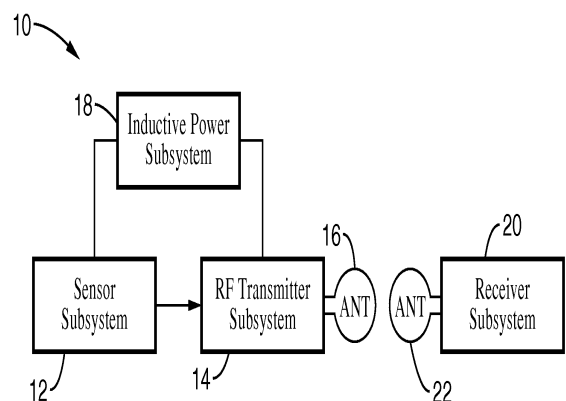 10
18
Inductive Power
Subsystem
16
20
Sensor
Subsystem
RF Transmitter
Subsystem
ANT
ANT
Receiver
Subsystem
12
14
22